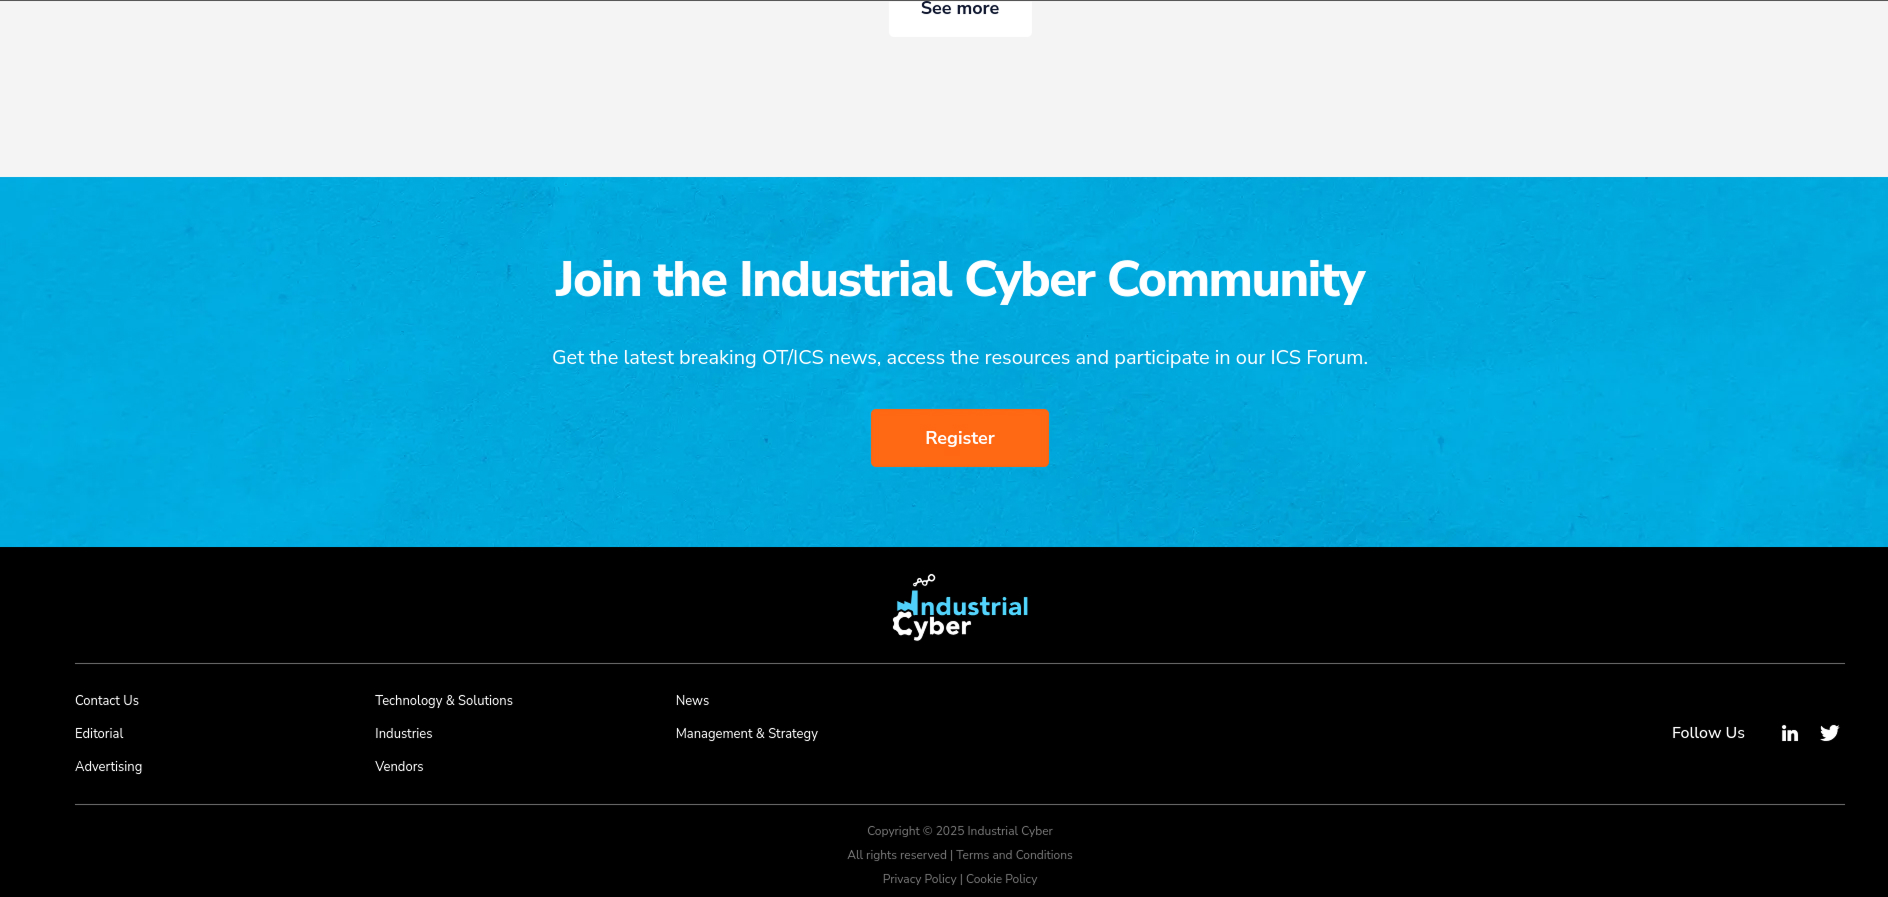 See more
Join the Industrial Cyber Community
Get the latest breaking OT/ICS news, access the resources and participate in our ICS Forum.
Register
Industrial
Cyber
Contact Us
Editorial
Advertising
Technology & Solutions
Industries
Vendors
News
Management & Strategy
Follow Us
Copyright © 2025 Industrial Cyber
All rights reserved | Terms and Conditions
Privacy Policy | Cookie Policy